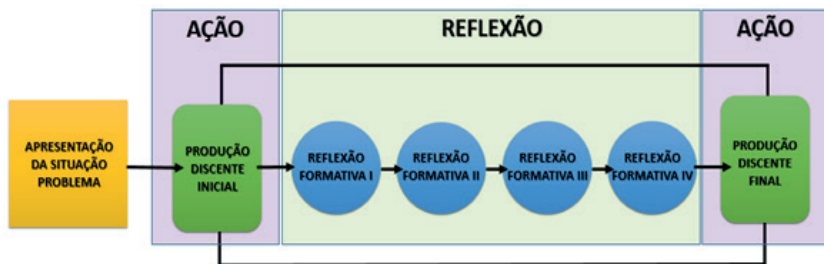 AÇÃO
REFLEXÃO
AÇÃO
APRESENTAÇÃO
DA SITUAÇÃO
PROBLEMA
PRODUÇÃO
DISCENTE
INICIAL
REFLEXÃO
FORMATIVA I
REFLEXÃO
FORMATIVA II
REFLEXÃO
FORMATIVA III
REFLEXÃO
FORMATIVA IV
PRODUÇÃO
DISCENTE
FINAL